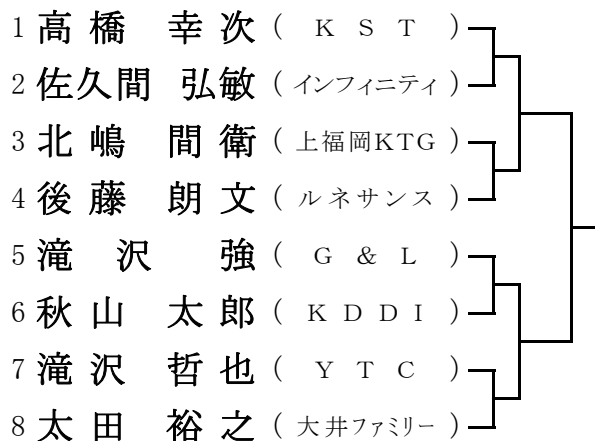 1 高橋 幸次 ( KST )
2 佐久間 弘敏 ( インフィニティ )
3 北嶋 間衛 ( 上福岡KTG )
4 後藤 朗文 ( ルネサンス )
5 滝沢 強 ( G & L )
6 秋山 太郎 ( KDDI )
7 滝沢 哲也 ( YTC )
8 太田 裕之 ( 大井ファミリー )